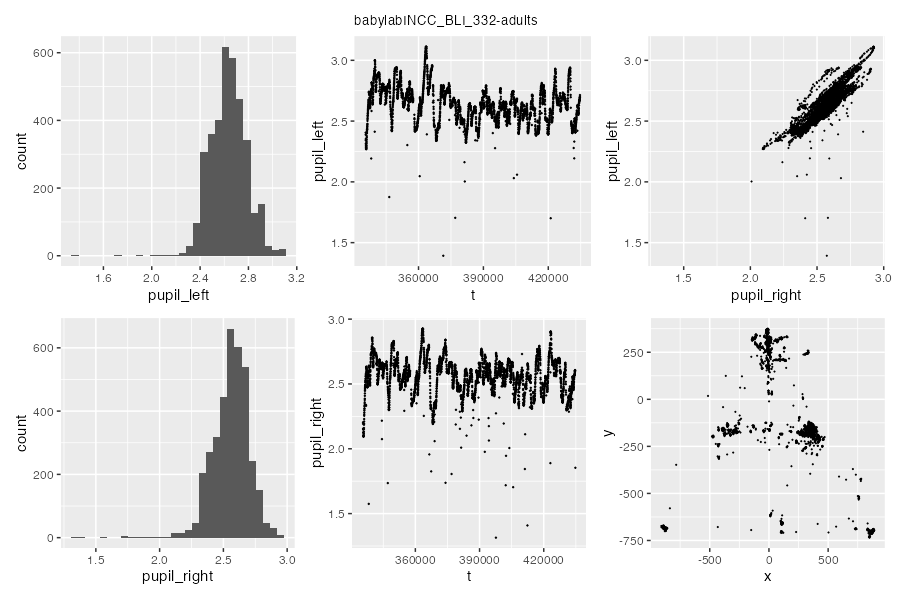 babylabINCC_BLI_332-adults
600
400
200
0
count
1.6 2.0 2.4 2.8 3.2
pupil_left
3.0
2.5
2.0
1.5
pupil_left
360000 390000 420000
t
3.0
2.5
2.0
1.5
pupil_left
1.5 2.0 2.5 3.0
pupil_right
600
400
200
0
count
1.5 2.0 2.5 3.0
pupil_right
3.0
2.5
2.0
1.5
pupil_right
360000 390000 420000
t
250
0
-250
-500
-750
y
-500 0 500
x